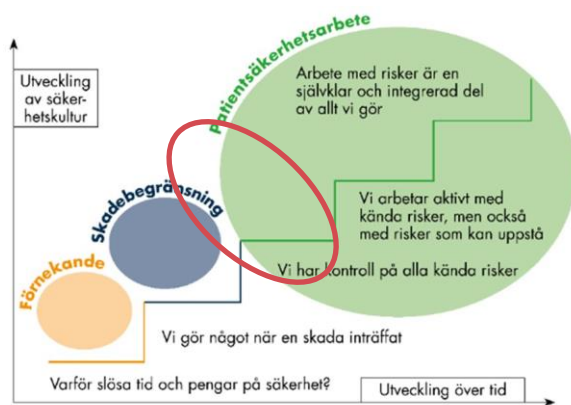 Utveckling
av säker-
hetskultur
Patientsäkerhetsarbete
Arbete med risker är en
självklar och integrerad del
av allt vi gör
Skadebegränsning
Vi arbetar aktivt med
kända risker, men också
med risker som kan uppstå
Förnekande
Vi har kontroll på alla kända risker
Vi gör något när en skada inträffat
Varför slösa tid och pengar på säkerhet?
Utveckling över tid